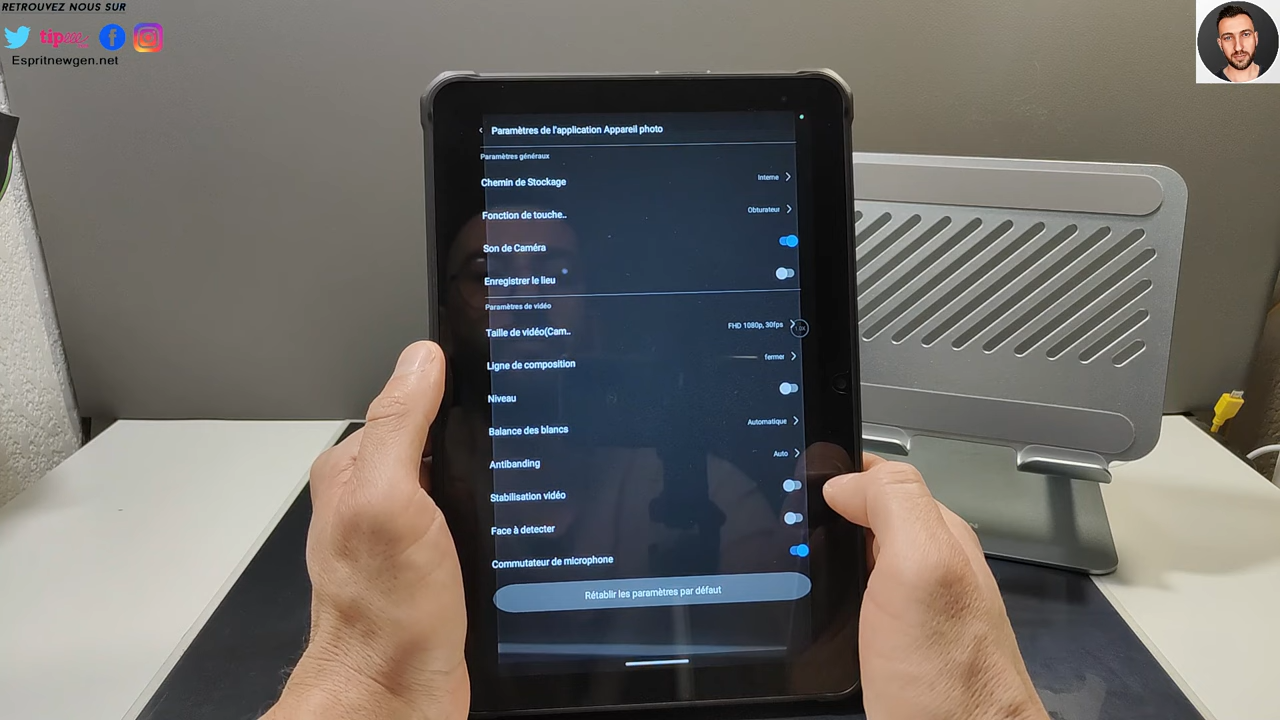 RETROUVEZ NOUS SUR
tipeee
Espritnewgen.net
Paramètres de l'application Appareil photo
Paramètres généraux
Chemin de Stockage Interne
Fonction de touche.. Obturateur
Son de Caméra
Enregistrer le lieu
Paramètres de vidéo
Taille de vidéo(Cam.. FHD 1080p, 30fps
1.0X
Ligne de composition fermer
Niveau
Balance des blancs Automatique
Antibanding Auto
Stabilisation vidéo
Face à detecter
Commutateur de microphone
Rétablir les paramètres par défaut